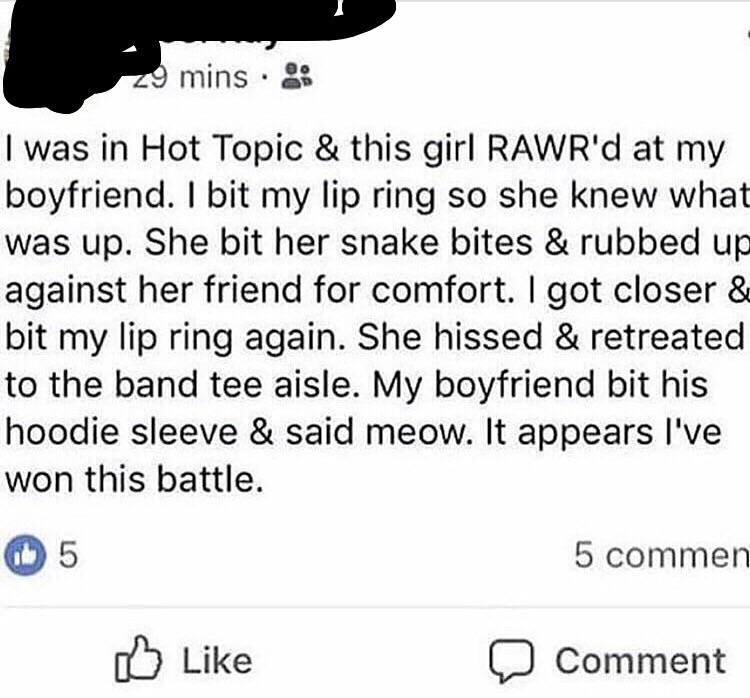 29 mins ·
I was in Hot Topic & this girl RAWR'd at my
boyfriend. I bit my lip ring so she knew what
was up. She bit her snake bites & rubbed up
against her friend for comfort. I got closer &
bit my lip ring again. She hissed & retreated
to the band tee aisle. My boyfriend bit his
hoodie sleeve & said meow. It appears I've
won this battle.
5
5 commen
Like
Comment